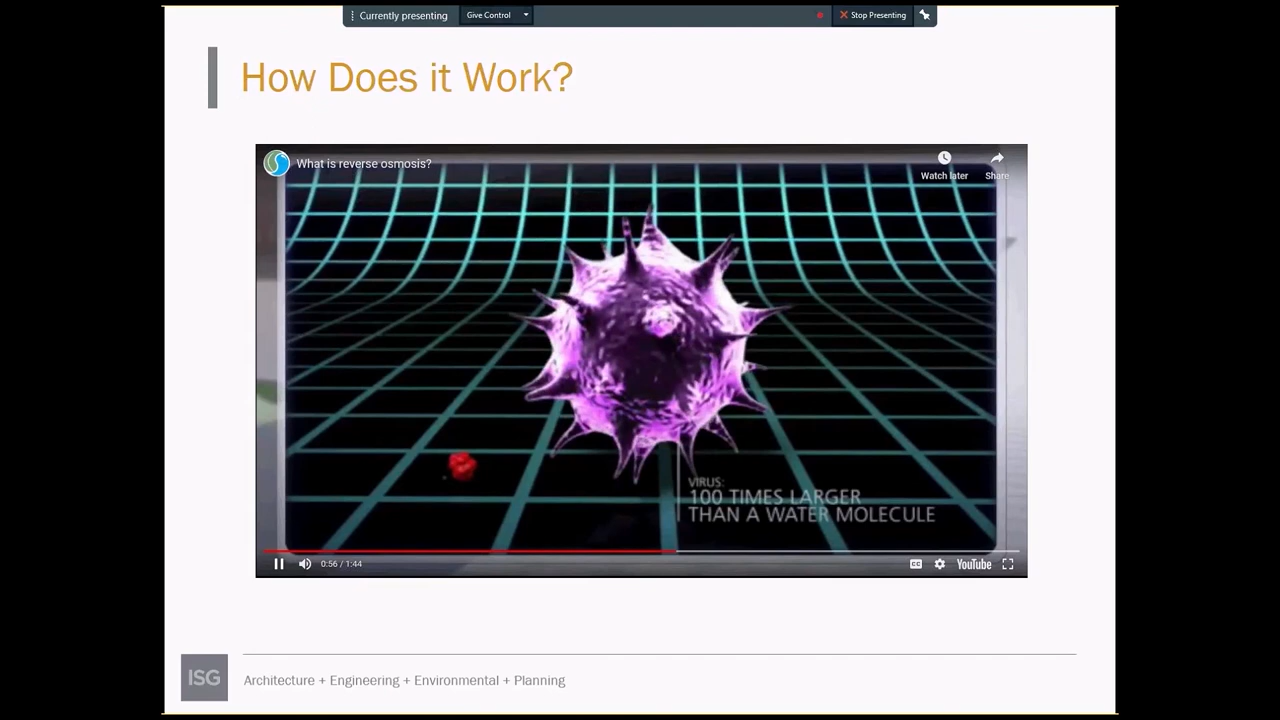 Currently presenting
Give Control
Stop Presenting
How Does it Work?
What is reverse osmosis?
Watch later
Share
VIRUS:
100 TIMES LARGER
THAN A WATER MOLECULE
0:56 / 1:44
CC
YouTube
ISG
Architecture + Engineering + Environmental + Planning